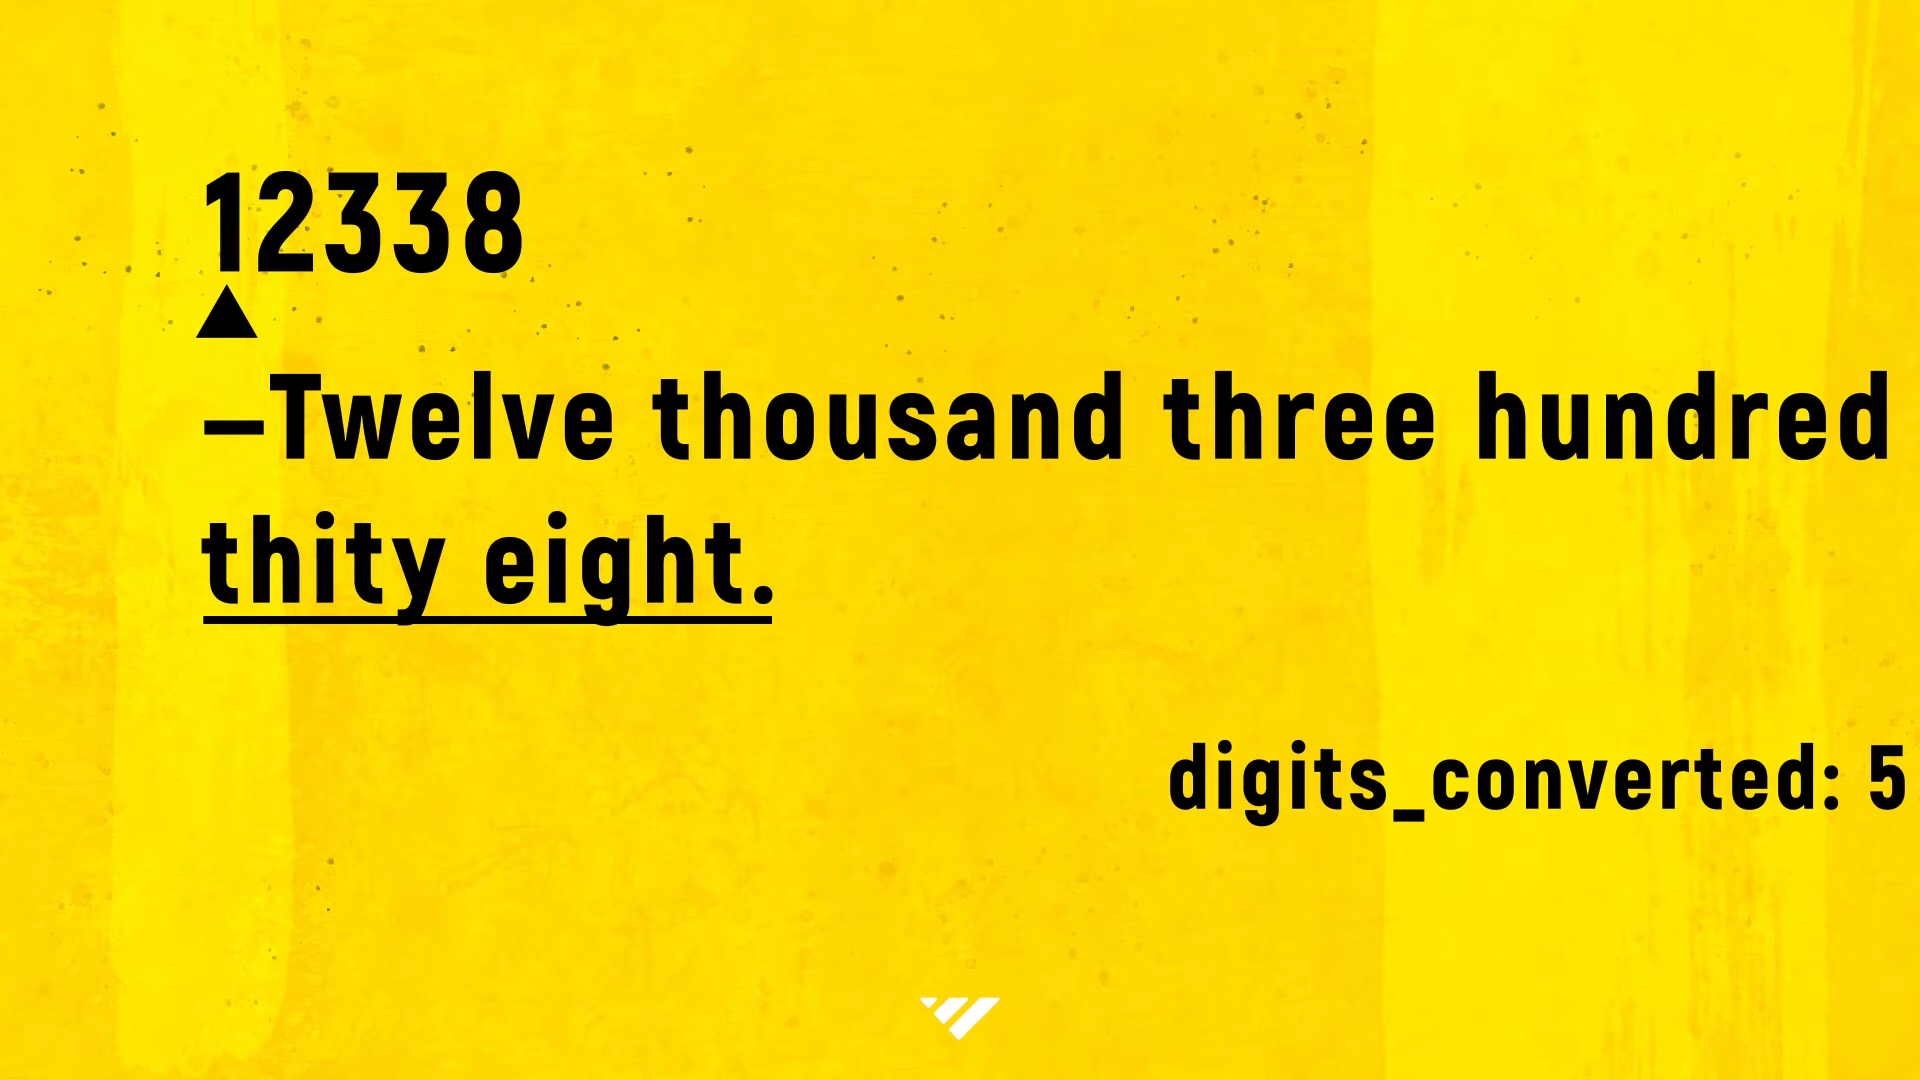 12338
▲
–Twelve thousand three hundred
thity eight.
digits_converted: 5